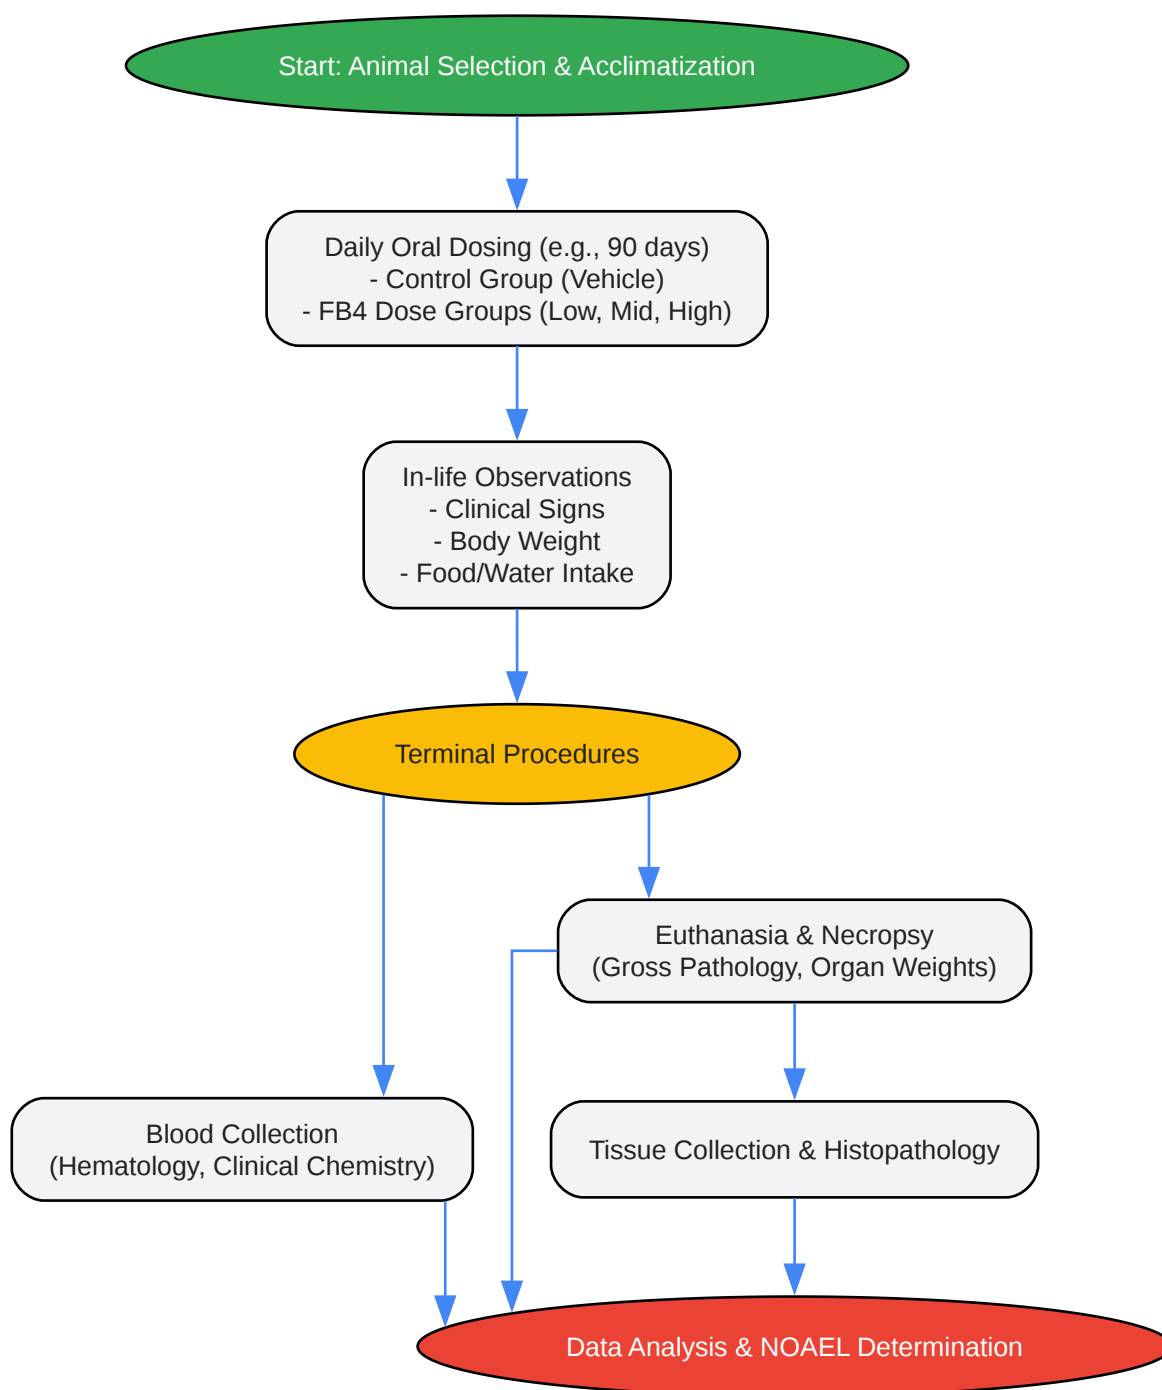 Start: Animal Selection & Acclimatization
Daily Oral Dosing (e.g., 90 days)
- Control Group (Vehicle)
- FB4 Dose Groups (Low, Mid, High)
In-life Observations
- Clinical Signs
- Body Weight
- Food/Water Intake
Terminal Procedures
Euthanasia & Necropsy
(Gross Pathology, Organ Weights)
Blood Collection
(Hematology, Clinical Chemistry)
Tissue Collection & Histopathology
Data Analysis & NOAEL Determination